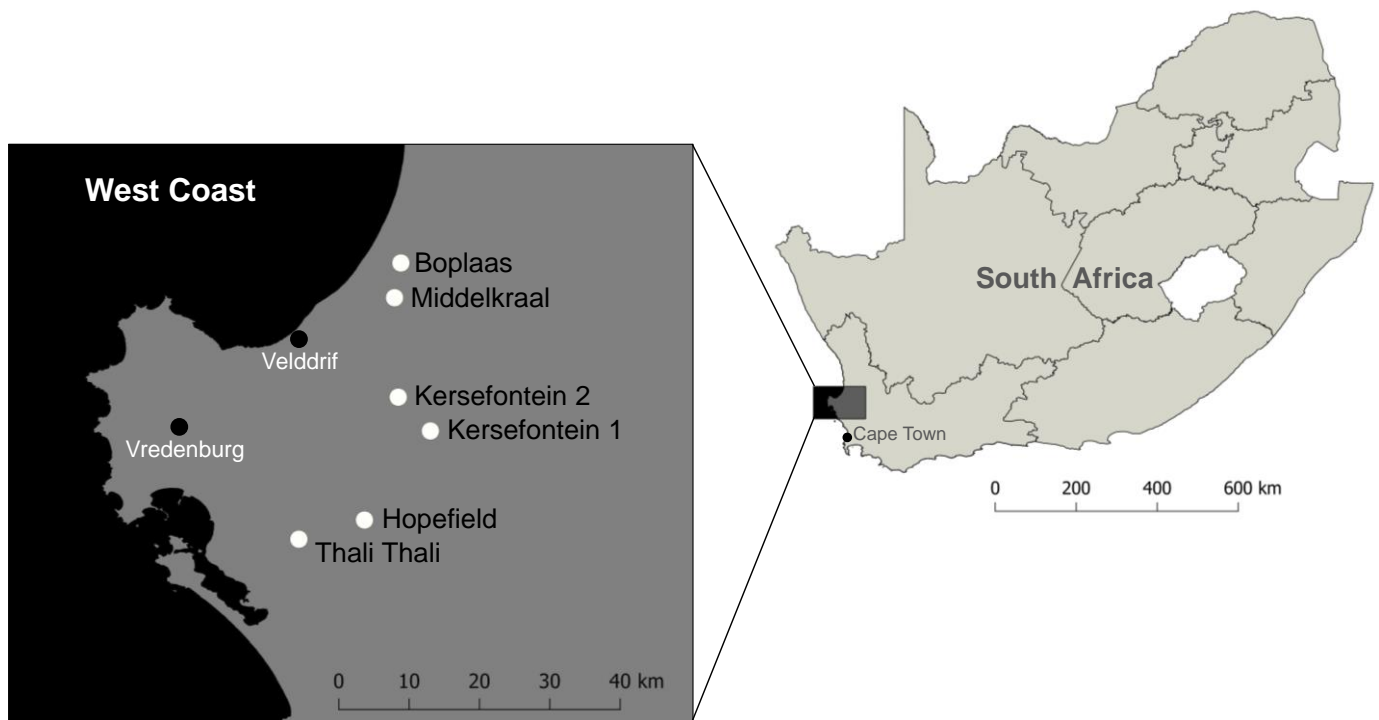 West Coast
Boplaas
Middelkraal
Velddrif
Kersefontein 2
Kersefontein 1
Vredenburg
Hopefield
Thali Thali
0 10 20 30 40 km
South Africa
Cape Town
0 200 400 600 km